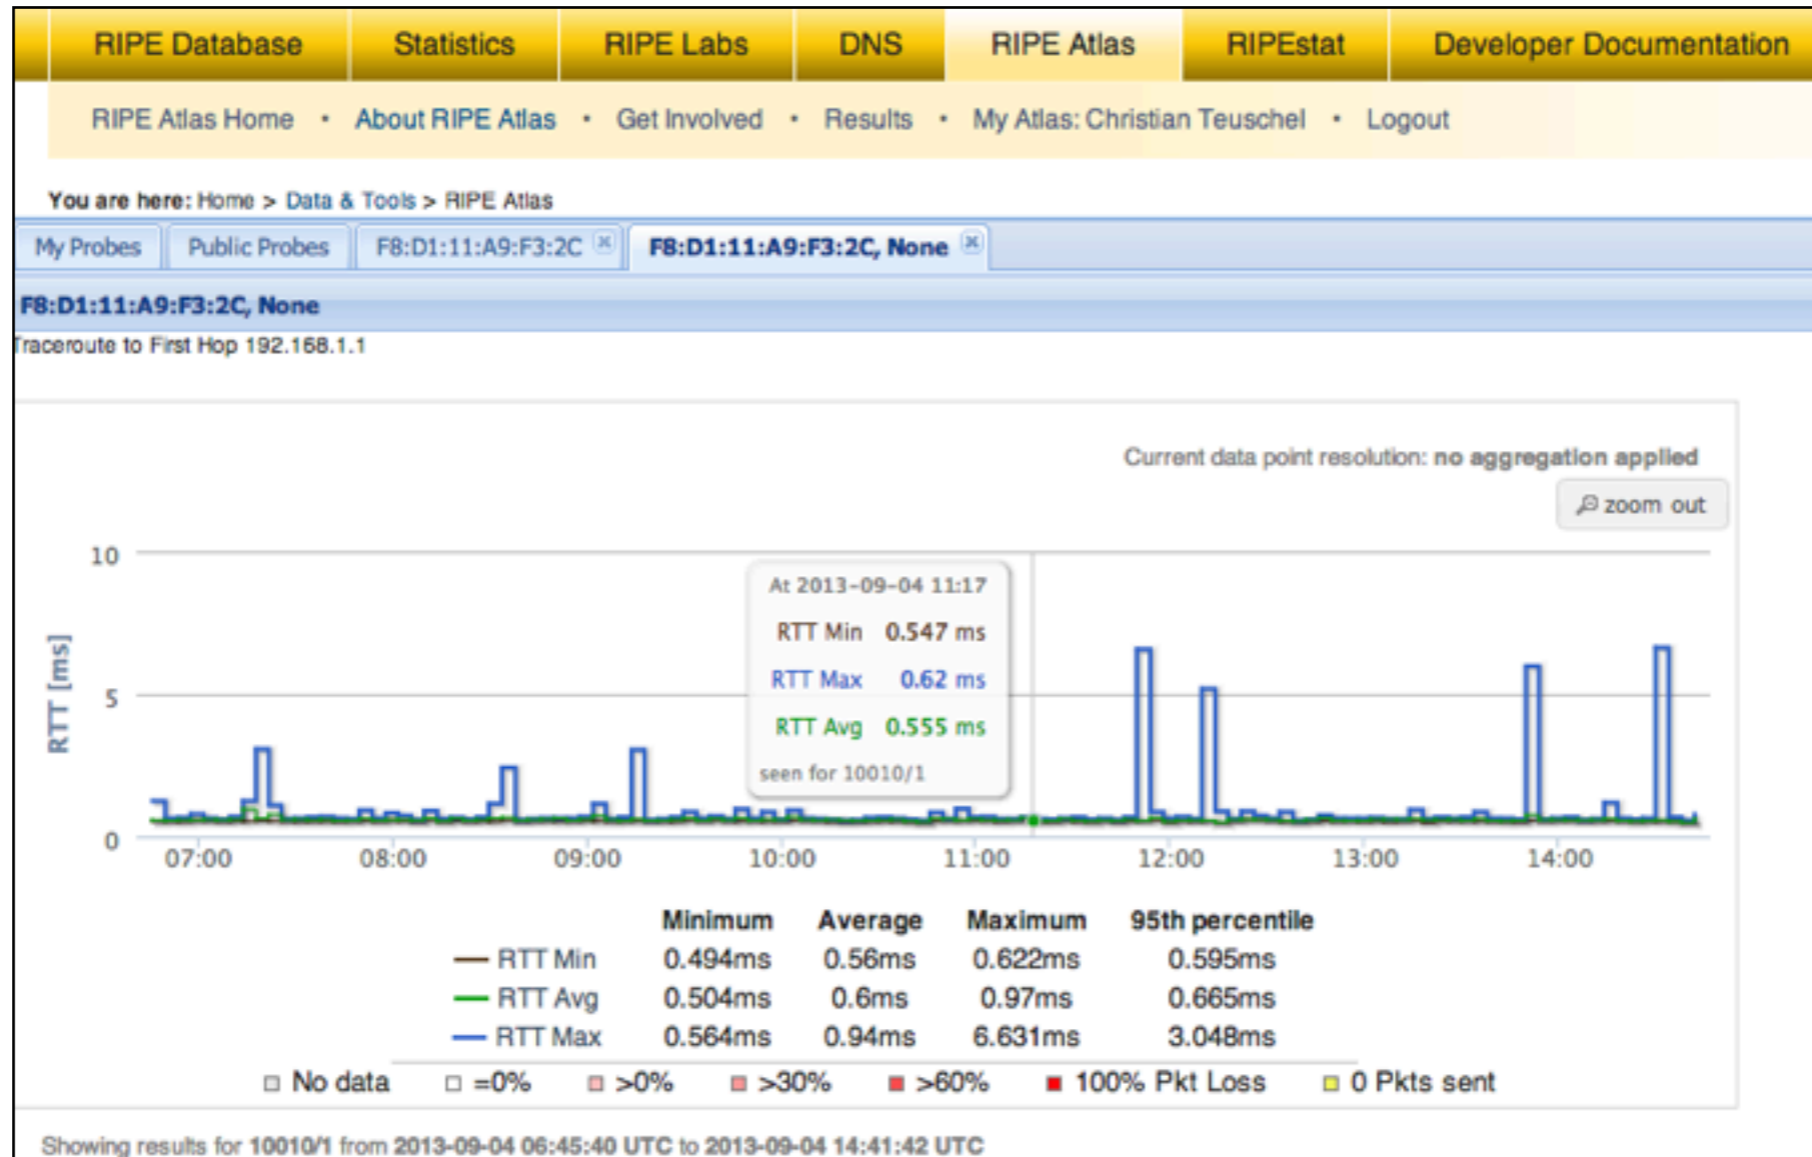 RIPE Database Statistics RIPE Labs DNS RIPE Atlas RIPEstat Developer Documentation
RIPE Atlas Home • About RIPE Atlas • Get Involved • Results • My Atlas: Christian Teuschel • Logout
You are here: Home > Data & Tools > RIPE Atlas
My Probes Public Probes F8:D1:11:A9:F3:2C F8:D1:11:A9:F3:2C, None
F8:D1:11:A9:F3:2C, None
Traceroute to First Hop 192.168.1.1
Current data point resolution: no aggregation applied
zoom out
10
5
0
RTT [ms]
At 2013-09-04 11:17
RTT Min 0.547 ms
RTT Max 0.62 ms
RTT Avg 0.555 ms
seen for 10010/1
07:00 08:00 09:00 10:00 11:00 12:00 13:00 14:00
Minimum Average Maximum 95th percentile
RTT Min 0.494ms 0.56ms 0.622ms 0.595ms
RTT Avg 0.504ms 0.6ms 0.97ms 0.665ms
RTT Max 0.564ms 0.94ms 6.631ms 3.048ms
No data =0% >0% >30% >60% 100% Pkt Loss 0 Pkts sent
Showing results for 10010/1 from 2013-09-04 06:45:40 UTC to 2013-09-04 14:41:42 UTC